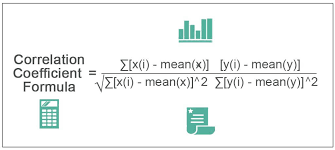 Correlation
Coefficient
Formula
=
∑[x(i) - mean(x)] [y(i) - mean(y)]
√∑[x(i) - mean(x)]^2 ∑[y(i) - mean(y)]^2